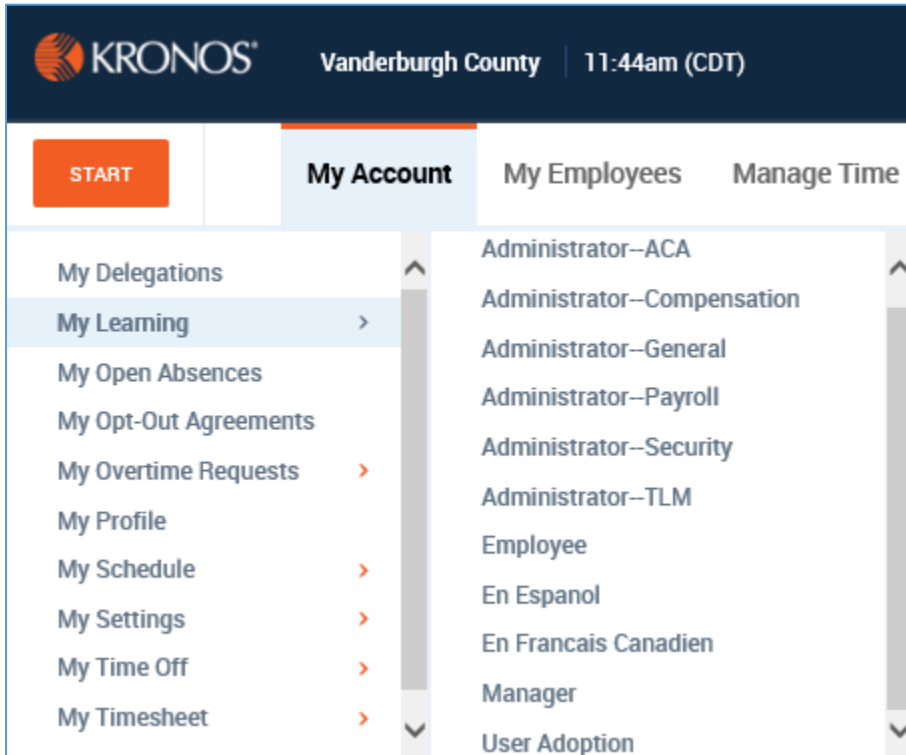 KRONOS® Vanderburgh County 11:44am (CDT)
START My Account My Employees Manage Time
My Delegations
My Learning
My Open Absences
My Opt-Out Agreements
My Overtime Requests
My Profile
My Schedule
My Settings
My Time Off
My Timesheet
Administrator--ACA
Administrator--Compensation
Administrator--General
Administrator--Payroll
Administrator--Security
Administrator--TLM
Employee
En Espanol
En Francais Canadien
Manager
User Adoption